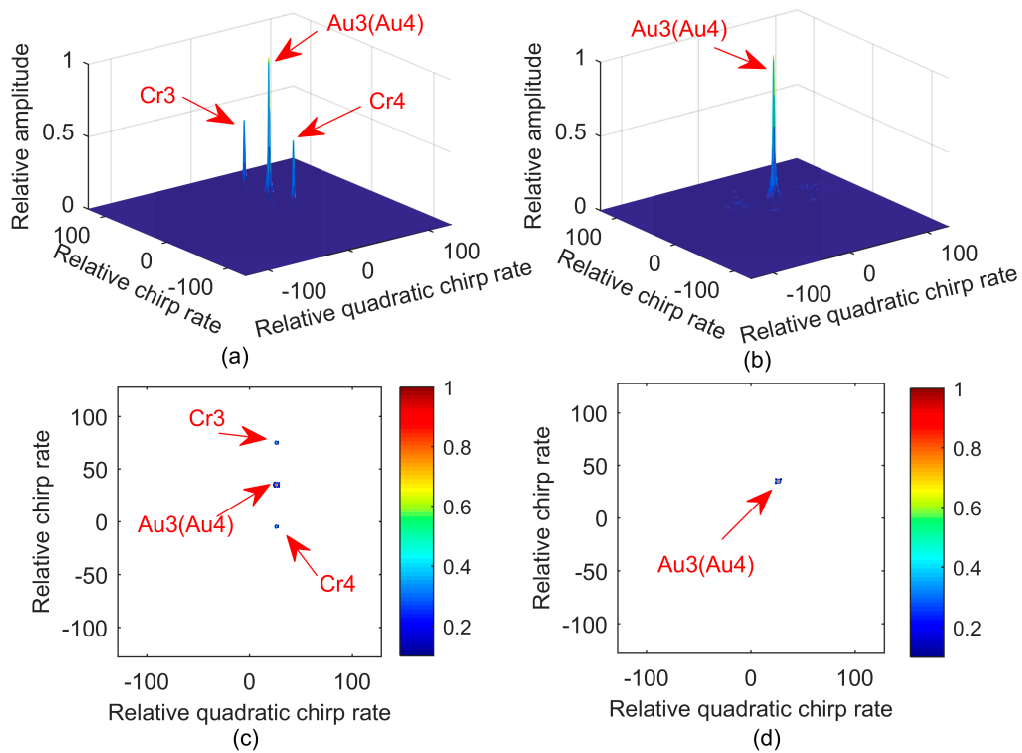 Au3(Au4)
1
Cr3
Cr4
0.5
0
Relative amplitude
100
0
-100
Relative chirp rate
-100
0
100
Relative quadratic chirp rate
(a)
Au3(Au4)
1
0.5
0
Relative amplitude
100
0
-100
Relative chirp rate
-100
0
100
Relative quadratic chirp rate
(b)
100
50
0
-50
-100
Relative chirp rate
Cr3
Au3(Au4)
Cr4
-100
0
100
Relative quadratic chirp rate
1
0.8
0.6
0.4
0.2
(c)
100
50
0
-50
-100
Relative chirp rate
Au3(Au4)
-100
0
100
Relative quadratic chirp rate
1
0.8
0.6
0.4
0.2
(d)